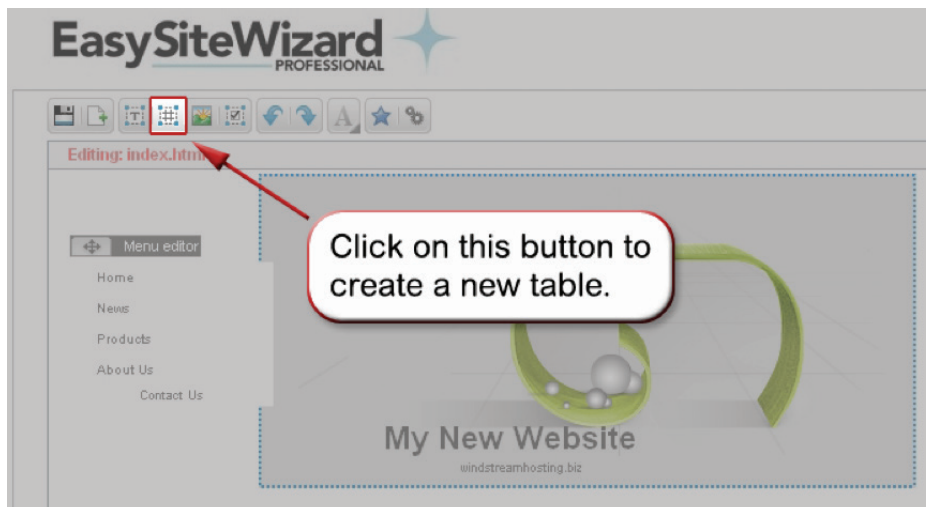 EasySiteWizard
PROFESSIONAL
T
A
Editing: index.html
Menu editor
Home
News
Products
About Us
Contact Us
Click on this button to
create a new table.
My New Website
windstreamhosting.biz